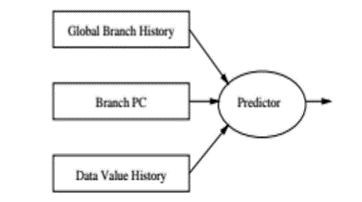 Global Branch History
Branch PC
Predictor
Data Value History